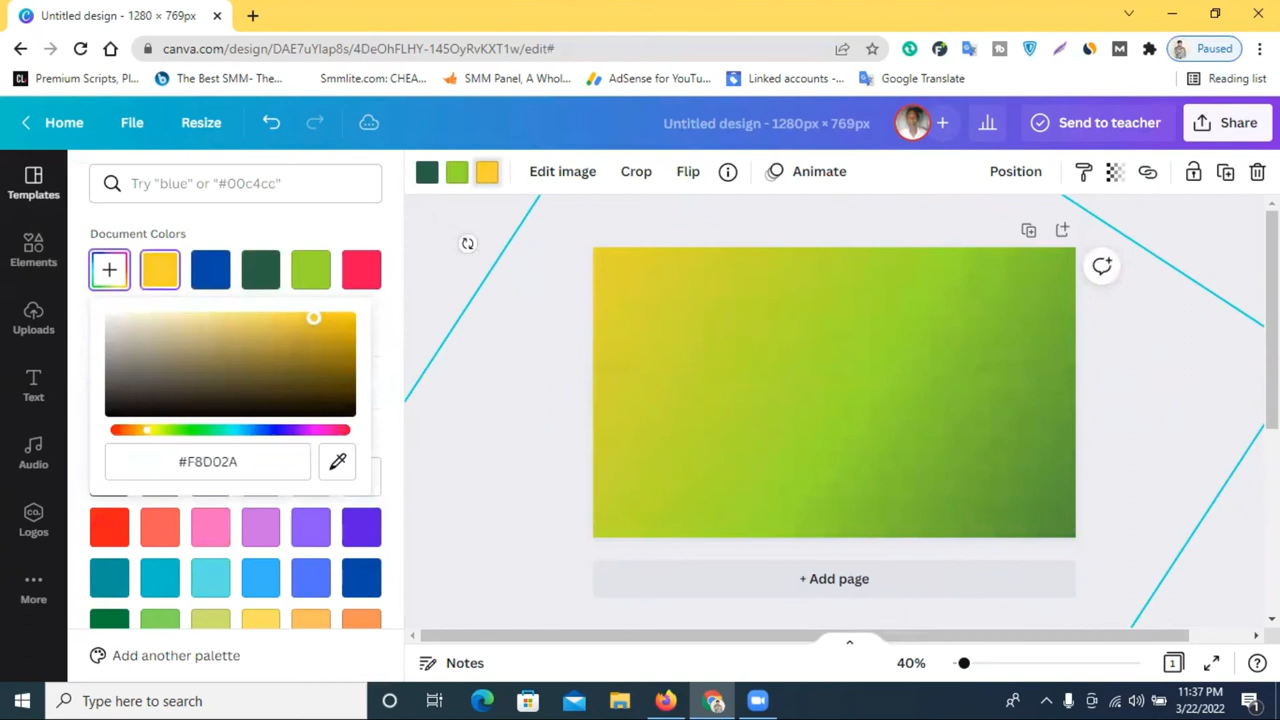 Untitled design - 1280 × 769px
canva.com/design/DAE7uYlap8s/4DeOhFLHY-145OyRvKXT1w/edit#
Paused
Premium Scripts, Pl...
The Best SMM- The...
Smmlite.com: CHEA...
SMM Panel, A Whol...
AdSense for YouTu...
Linked accounts -...
Google Translate
Reading list
Home
File
Resize
Untitled design - 1280px × 769px
Send to teacher
Share
Templates
Elements
Uploads
Text
Audio
Logos
More
Try "blue" or "#00c4cc"
Document Colors
#F8D02A
Add another palette
Edit image
Crop
Flip
Animate
Position
+ Add page
Notes
40%
1
Type here to search
11:37 PM
3/22/2022
1